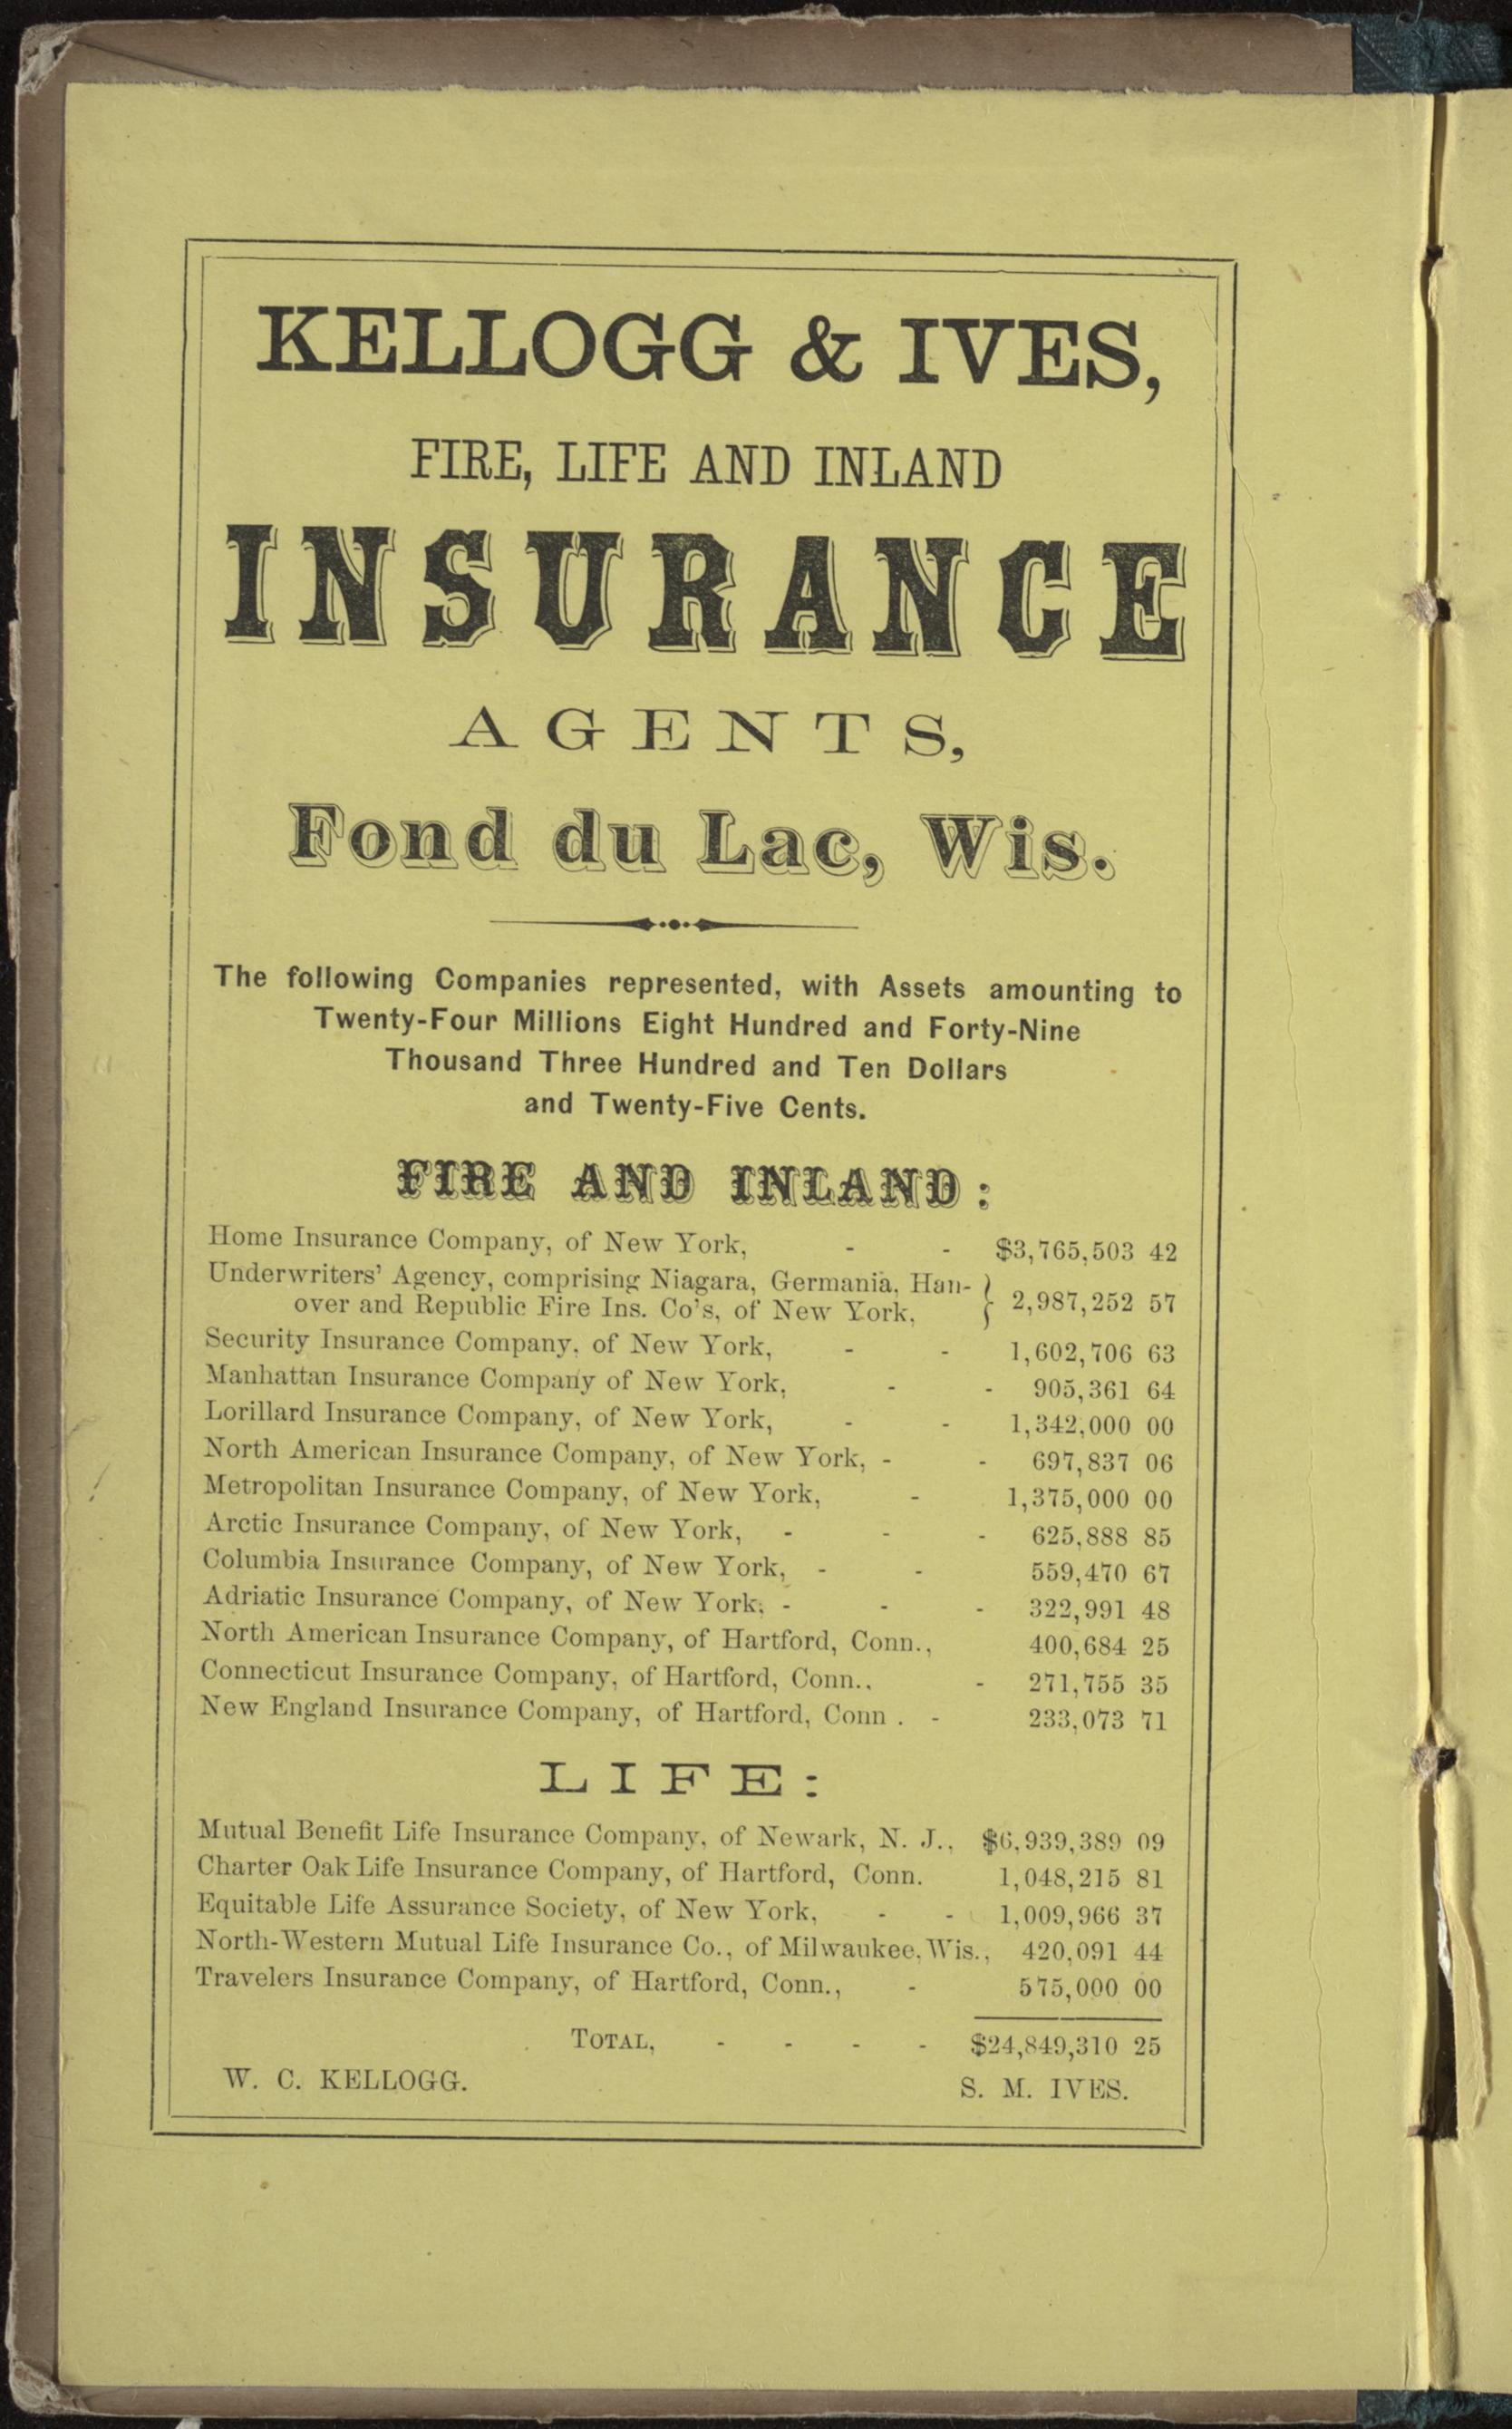 KELLOGG & IVES,
FIRE, LIFE AND INLAND
INSURANCE
AGENTS,
Fond du Lac, Wis.
The following Companies represented, with Assets amounting to
Twenty-Four Millions Eight Hundred and Forty-Nine
Thousand Three Hundred and Ten Dollars
and Twenty-Five Cents.
FIRE AND INLAND:
Home Insurance Company, of New York, - - $3,765,503 42
Underwriters' Agency, comprising Niagara, Germania, Han-
over and Republic Fire Ins. Co's, of New York, } 2,987,252 57
Security Insurance Company, of New York, - - 1,602,706 63
Manhattan Insurance Company of New York, - - 905,361 64
Lorillard Insurance Company, of New York, - - 1,342,000 00
North American Insurance Company, of New York, - - 697,837 06
Metropolitan Insurance Company, of New York, - 1,375,000 00
Arctic Insurance Company, of New York, - - - 625,888 85
Columbia Insurance Company, of New York, - - 559,470 67
Adriatic Insurance Company, of New York, - - - 322,991 48
North American Insurance Company, of Hartford, Conn., 400,684 25
Connecticut Insurance Company, of Hartford, Conn., - 271,755 35
New England Insurance Company, of Hartford, Conn. - 233,073 71
LIFE:
Mutual Benefit Life Insurance Company, of Newark, N. J., $6,939,389 09
Charter Oak Life Insurance Company, of Hartford, Conn. 1,048,215 81
Equitable Life Assurance Society, of New York, - - 1,009,966 37
North-Western Mutual Life Insurance Co., of Milwaukee, Wis., 420,091 44
Travelers Insurance Company, of Hartford, Conn., - 575,000 00
TOTAL, - - - - $24,849,310 25
W. C. KELLOGG. S. M. IVES.